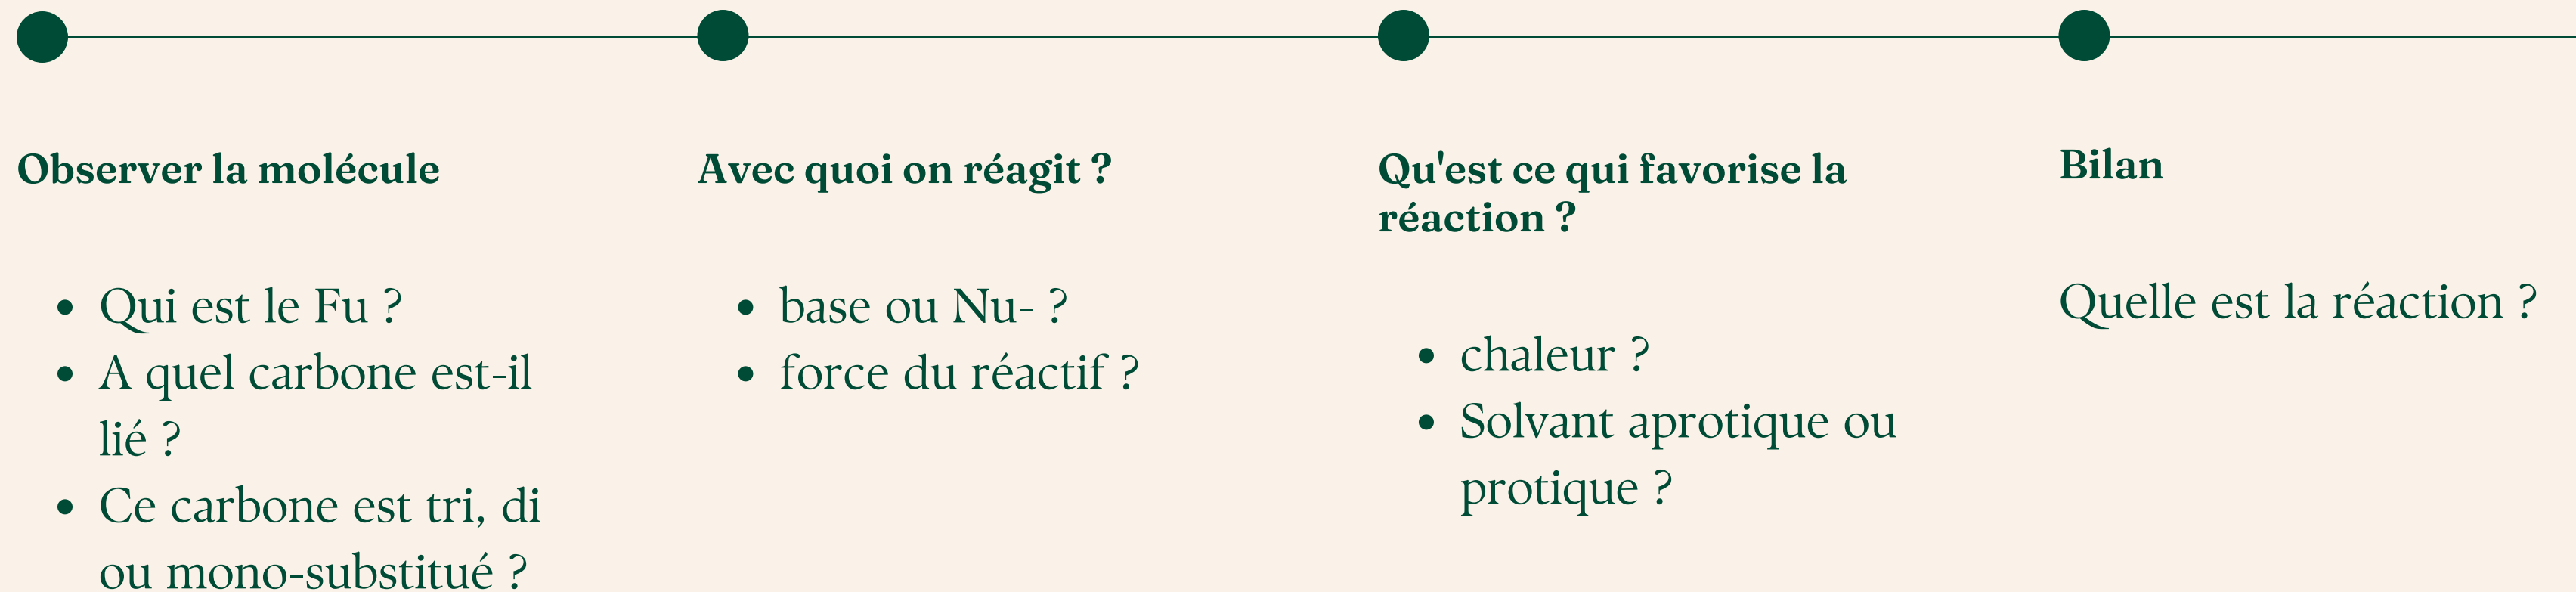 Observer la molécule
• Qui est le Fu ?
• A quel carbone est-il
lié ?
• Ce carbone est tri, di
ou mono-substitué ?
Avec quoi on réagit ?
• base ou Nu- ?
• force du réactif ?
Qu'est ce qui favorise la
réaction ?
• chaleur ?
• Solvant aprotique ou
protique ?
Bilan
Quelle est la réaction ?